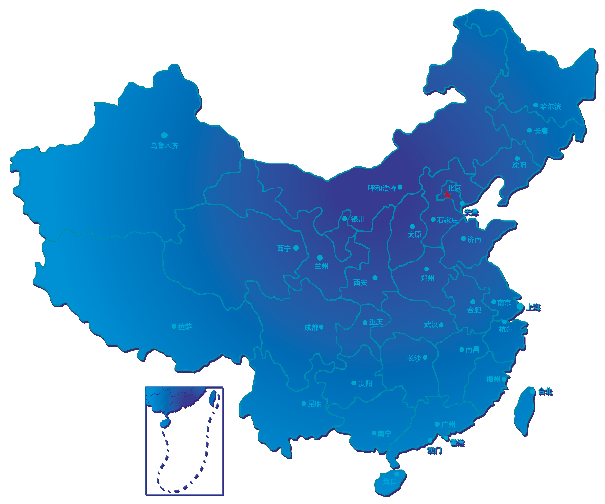 哈尔滨
长春
沈阳
乌鲁木齐
呼和浩特
北京
天津
银川
石家庄
太原
济南
西宁
兰州
西安
郑州
合肥
南京
上海
拉萨
成都
重庆
武汉
杭州
长沙
南昌
贵阳
福州
台北
昆明
广州
南宁
香港
澳门
海口